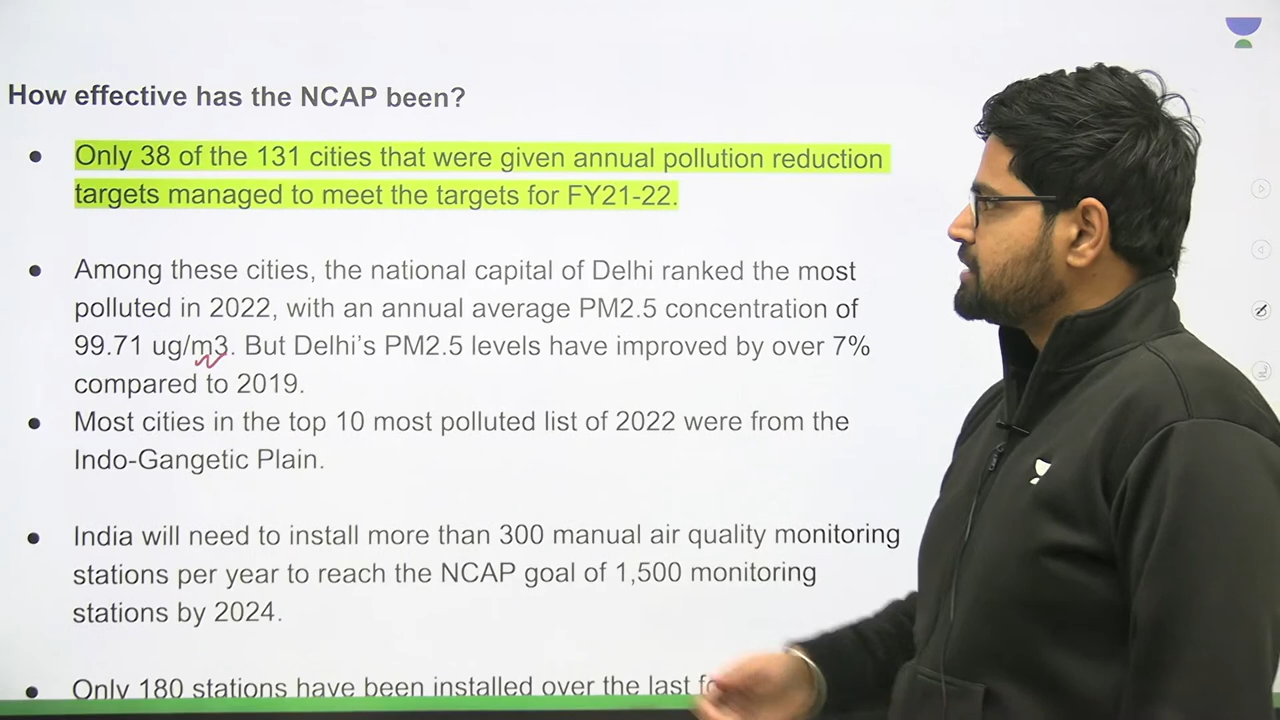 How effective has the NCAP been?
● Only 38 of the 131 cities that were given annual pollution reduction
targets managed to meet the targets for FY21-22.
● Among these cities, the national capital of Delhi ranked the most
polluted in 2022, with an annual average PM2.5 concentration of
99.71 ug/m3. But Delhi's PM2.5 levels have improved by over 7%
compared to 2019.
● Most cities in the top 10 most polluted list of 2022 were from the
Indo-Gangetic Plain.
● India will need to install more than 300 manual air quality monitoring
stations per year to reach the NCAP goal of 1,500 monitoring
stations by 2024.
● Only 180 stations have been installed over the last